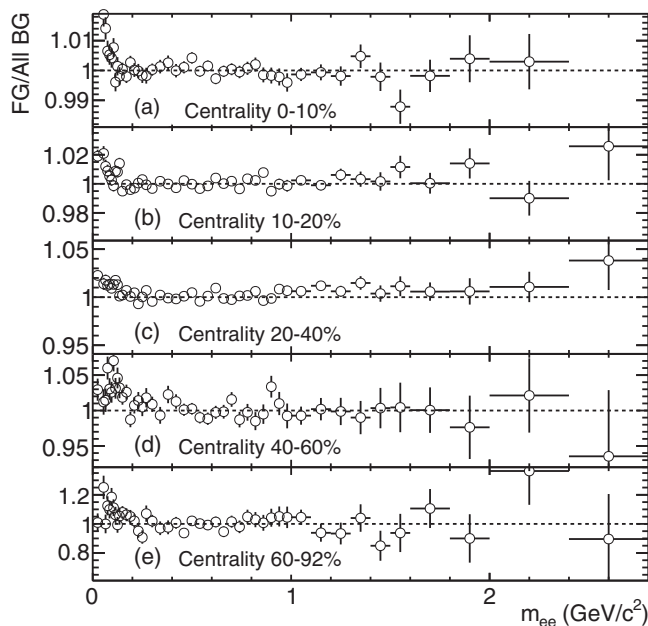 FG/All BG
1.01
1
0.99
(a) Centrality 0-10%
1.02
1
0.98
(b) Centrality 10-20%
1.05
1
0.95
(c) Centrality 20-40%
1.05
1
0.95
(d) Centrality 40-60%
1.2
1
0.8
(e) Centrality 60-92%
0 1 2
m_ee (GeV/c²)